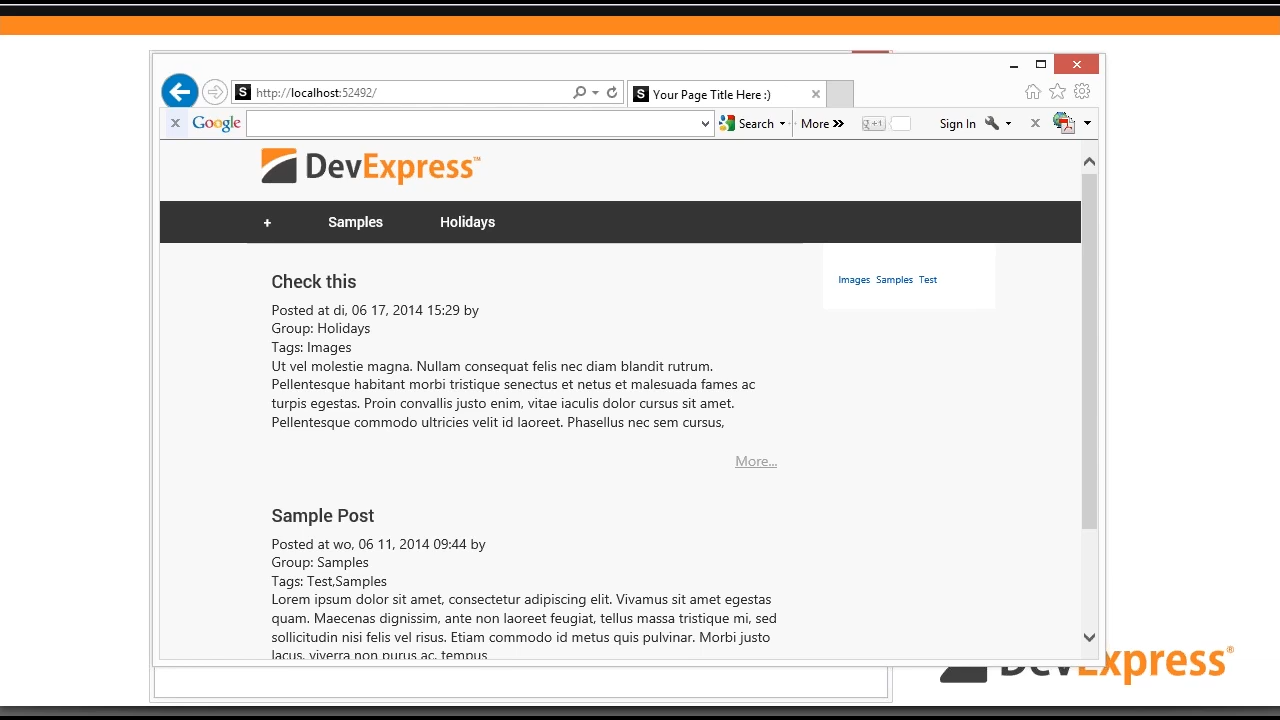 http://localhost:52492/
Your Page Title Here :)
Google
Search
More
+1
Sign In
DevExpress™
+ Samples Holidays
Images Samples Test
Check this
Posted at di, 06 17, 2014 15:29 by
Group: Holidays
Tags: Images
Ut vel molestie magna. Nullam consequat felis nec diam blandit rutrum.
Pellentesque habitant morbi tristique senectus et netus et malesuada fames ac
turpis egestas. Proin convallis justo enim, vitae iaculis dolor cursus sit amet.
Pellentesque commodo ultricies velit id laoreet. Phasellus nec sem cursus,
More...
Sample Post
Posted at wo, 06 11, 2014 09:44 by
Group: Samples
Tags: Test,Samples
Lorem ipsum dolor sit amet, consectetur adipiscing elit. Vivamus sit amet egestas
quam. Maecenas dignissim, ante non laoreet feugiat, tellus massa tristique mi, sed
sollicitudin nisi felis vel risus. Etiam commodo id metus quis pulvinar. Morbi justo
lacus, viverra non purus ac, tempus
DevExpress®